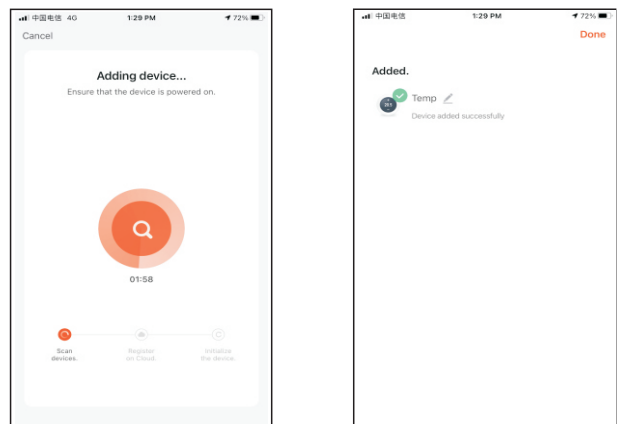 中国电信 4G 1:29 PM 72%
Cancel
Adding device...
Ensure that the device is powered on.
01:58
Scan devices.
Register on Cloud.
Initialize the device.
中国电信 1:29 PM 72%
Done
Added.
Temp
Device added successfully